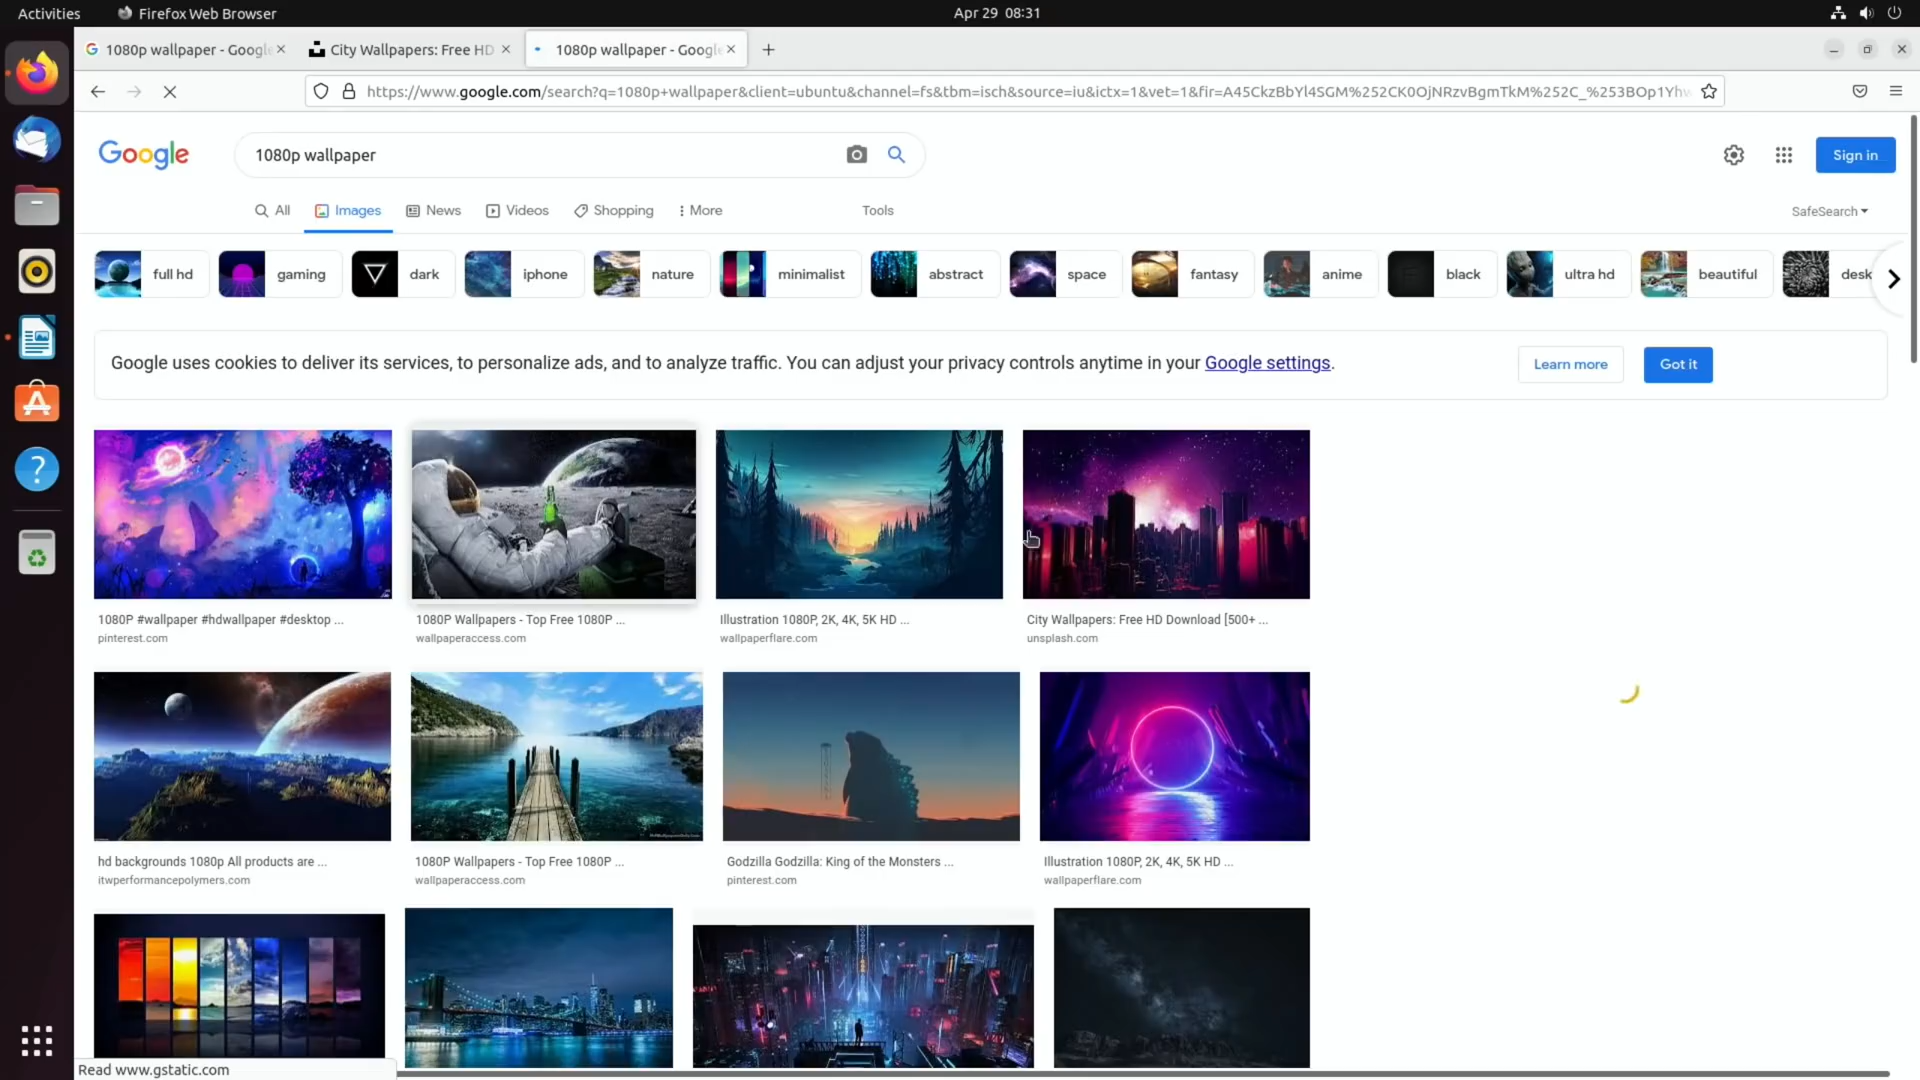 Activities
Firefox Web Browser
Apr 29 08:31
1080p wallpaper - Google
City Wallpapers: Free HD
1080p wallpaper - Google
https://www.google.com/search?q=1080p+wallpaper&client=ubuntu&channel=fs&tbm=isch&source=iu&ictx=1&vet=1&fir=A45CkzBbYl4SGM%252CK0OjNRzvBgmTkM%252C_%253BOp1Yhw
Google
1080p wallpaper
Sign in
All
Images
News
Videos
Shopping
More
Tools
SafeSearch
full hd
gaming
dark
iphone
nature
minimalist
abstract
space
fantasy
anime
black
ultra hd
beautiful
desk
Google uses cookies to deliver its services, to personalize ads, and to analyze traffic. You can adjust your privacy controls anytime in your Google settings.
Learn more
Got it
1080P #wallpaper #hdwallpaper #desktop ...
pinterest.com
1080P Wallpapers - Top Free 1080P ...
wallpaperaccess.com
Illustration 1080P, 2K, 4K, 5K HD ...
wallpaperflare.com
City Wallpapers: Free HD Download [500+ ...
unsplash.com
hd backgrounds 1080p All products are ...
itwperformancepolymers.com
1080P Wallpapers - Top Free 1080P ...
wallpaperaccess.com
Godzilla Godzilla: King of the Monsters ...
pinterest.com
Illustration 1080P, 2K, 4K, 5K HD ...
wallpaperflare.com
Read www.gstatic.com